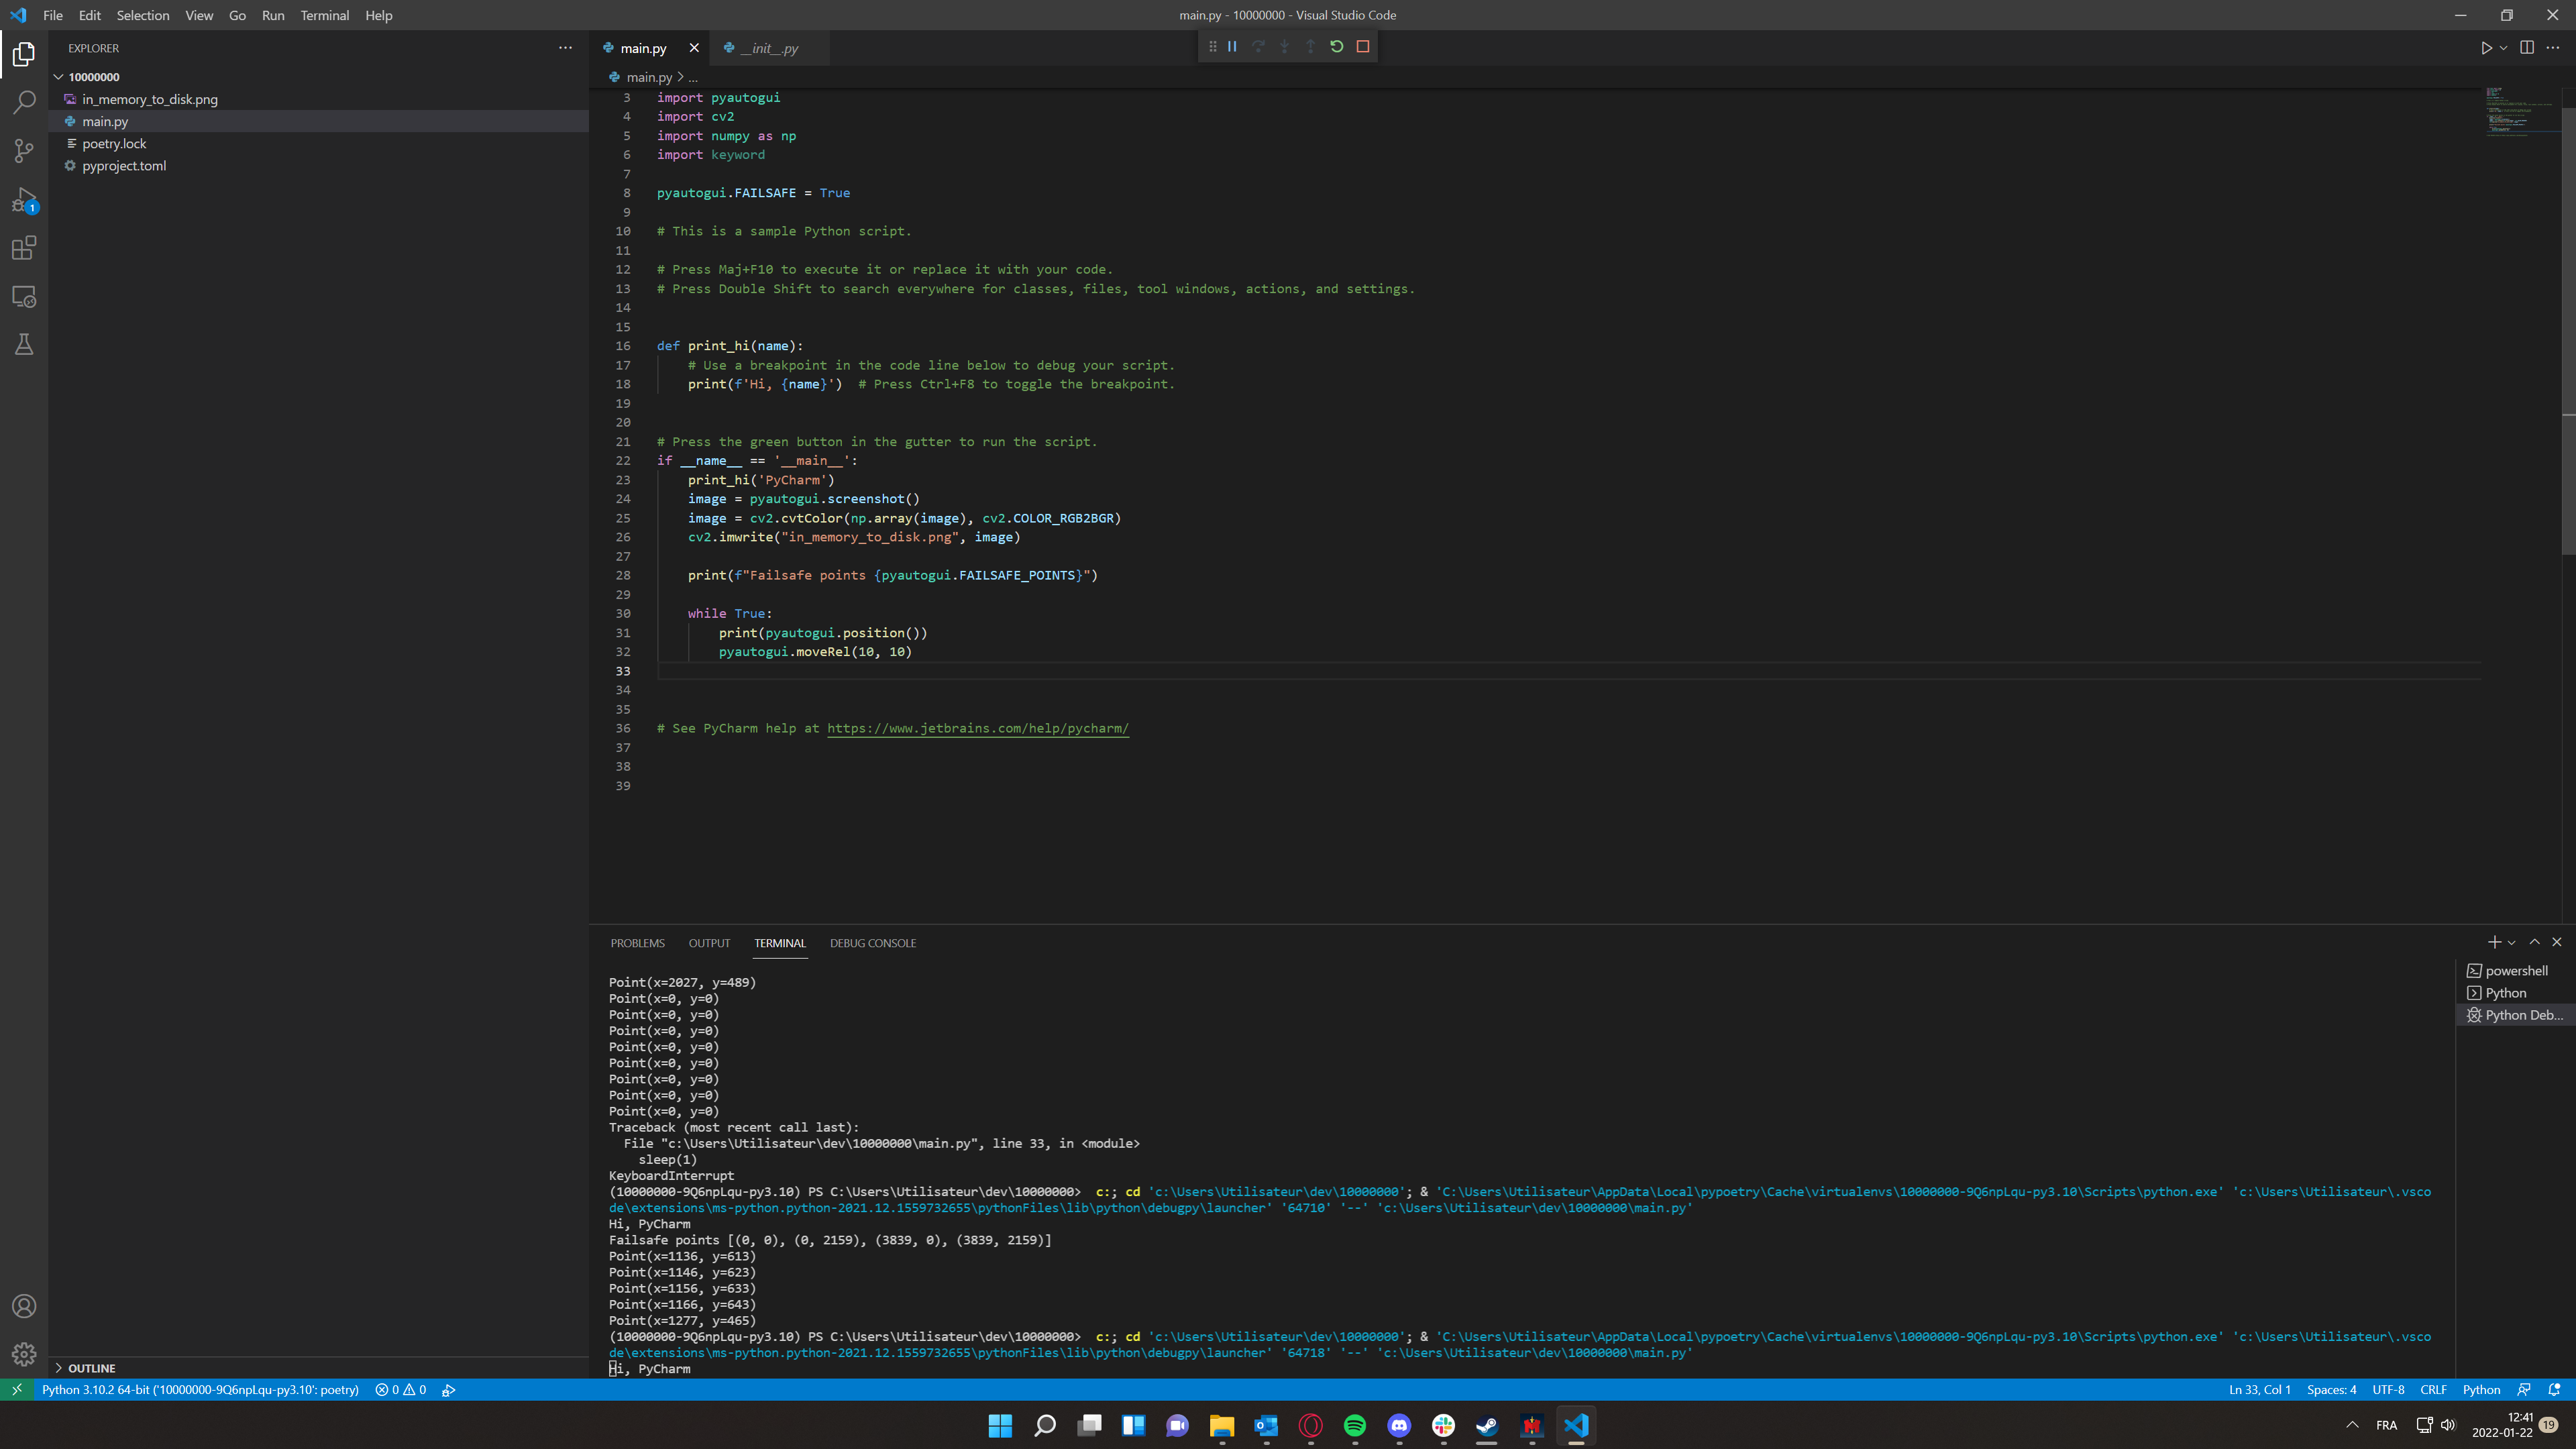 File Edit Selection View Go Run Terminal Help
main.py - 10000000 - Visual Studio Code
EXPLORER
10000000
in_memory_to_disk.png
main.py
poetry.lock
pyproject.toml
1
OUTLINE
main.py
__init__.py
main.py > ...
3 import pyautogui
4 import cv2
5 import numpy as np
6 import keyword
7
8 pyautogui.FAILSAFE = True
9
10 # This is a sample Python script.
11
12 # Press Maj+F10 to execute it or replace it with your code.
13 # Press Double Shift to search everywhere for classes, files, tool windows, actions, and settings.
14
15
16 def print_hi(name):
17 # Use a breakpoint in the code line below to debug your script.
18 print(f'Hi, {name}')  # Press Ctrl+F8 to toggle the breakpoint.
19
20
21 # Press the green button in the gutter to run the script.
22 if __name__ == '__main__':
23 print_hi('PyCharm')
24 image = pyautogui.screenshot()
25 image = cv2.cvtColor(np.array(image), cv2.COLOR_RGB2BGR)
26 cv2.imwrite("in_memory_to_disk.png", image)
27
28 print(f"Failsafe points {pyautogui.FAILSAFE_POINTS}")
29
30 while True:
31 print(pyautogui.position())
32 pyautogui.moveRel(10, 10)
33
34
35
36 # See PyCharm help at https://www.jetbrains.com/help/pycharm/
37
38
39
PROBLEMS OUTPUT TERMINAL DEBUG CONSOLE
powershell
Python
Python Deb...
Point(x=2027, y=489)
Point(x=0, y=0)
Point(x=0, y=0)
Point(x=0, y=0)
Point(x=0, y=0)
Point(x=0, y=0)
Point(x=0, y=0)
Point(x=0, y=0)
Point(x=0, y=0)
Traceback (most recent call last):
File "c:\Users\Utilisateur\dev\10000000\main.py", line 33, in <module>
sleep(1)
KeyboardInterrupt
(10000000-9Q6npLqu-py3.10) PS C:\Users\Utilisateur\dev\10000000>  c:; cd 'c:\Users\Utilisateur\dev\10000000'; & 'C:\Users\Utilisateur\AppData\Local\pypoetry\Cache\virtualenvs\10000000-9Q6npLqu-py3.10\Scripts\python.exe' 'c:\Users\Utilisateur\.vsco
de\extensions\ms-python.python-2021.12.1559732655\pythonFiles\lib\python\debugpy\launcher' '64710' '--' 'c:\Users\Utilisateur\dev\10000000\main.py'
Hi, PyCharm
Failsafe points [(0, 0), (0, 2159), (3839, 0), (3839, 2159)]
Point(x=1136, y=613)
Point(x=1146, y=623)
Point(x=1156, y=633)
Point(x=1166, y=643)
Point(x=1277, y=465)
(10000000-9Q6npLqu-py3.10) PS C:\Users\Utilisateur\dev\10000000>  c:; cd 'c:\Users\Utilisateur\dev\10000000'; & 'C:\Users\Utilisateur\AppData\Local\pypoetry\Cache\virtualenvs\10000000-9Q6npLqu-py3.10\Scripts\python.exe' 'c:\Users\Utilisateur\.vsco
de\extensions\ms-python.python-2021.12.1559732655\pythonFiles\lib\python\debugpy\launcher' '64718' '--' 'c:\Users\Utilisateur\dev\10000000\main.py'
Hi, PyCharm
Python 3.10.2 64-bit ('10000000-9Q6npLqu-py3.10': poetry) 0 0
Ln 33, Col 1 Spaces: 4 UTF-8 CRLF Python
FRA
12:41
2022-01-22
19